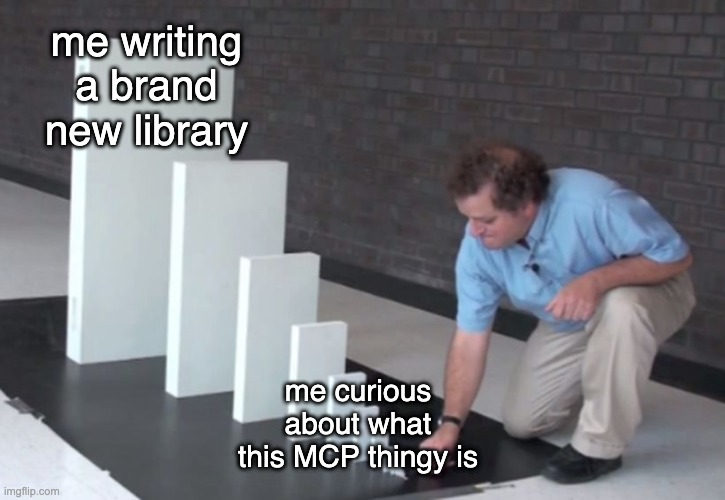 me writing
a brand
new library
me curious
about what
this MCP thingy is
imgflip.com